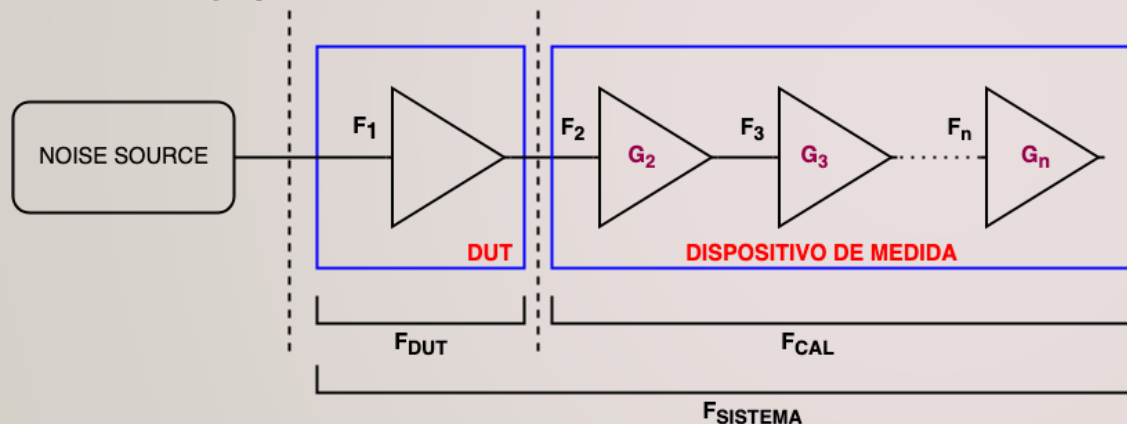 NOISE SOURCE
F1
F2
G2
F3
G3
Fn
Gn
DUT
DISPOSITIVO DE MEDIDA
FDUT
FCAL
FSISTEMA